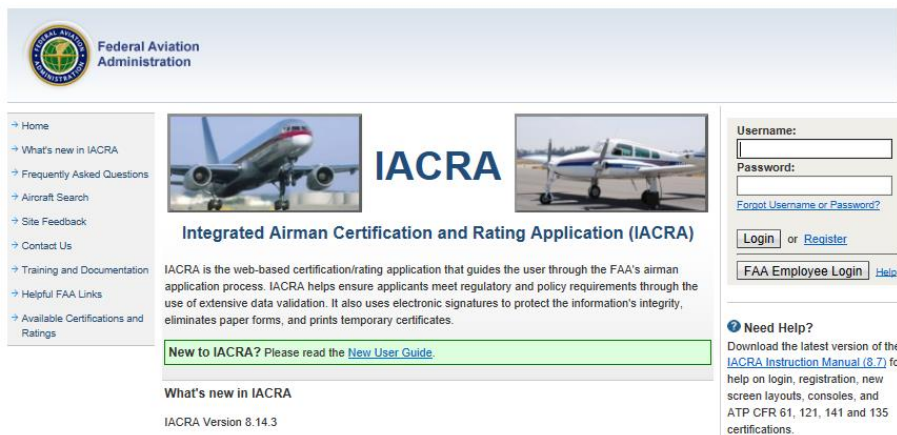 Federal Aviation
Administration
Home
What's new in IACRA
Frequently Asked Questions
Aircraft Search
Site Feedback
Contact Us
Training and Documentation
Helpful FAA Links
Available Certifications and
Ratings
IACRA
Integrated Airman Certification and Rating Application (IACRA)
IACRA is the web-based certification/rating application that guides the user through the FAA's airman
application process. IACRA helps ensure applicants meet regulatory and policy requirements through the
use of extensive data validation. It also uses electronic signatures to protect the information's integrity,
eliminates paper forms, and prints temporary certificates.
New to IACRA? Please read the New User Guide.
What's new in IACRA
IACRA Version 8.14.3
Username:
Password:
Forgot Username or Password?
Login or Register
FAA Employee Login Help
Need Help?
Download the latest version of the
IACRA Instruction Manual (8.7)
help on login, registration, new
screen layouts, consoles, and
ATP CFR 61, 121, 141 and 135
certifications.